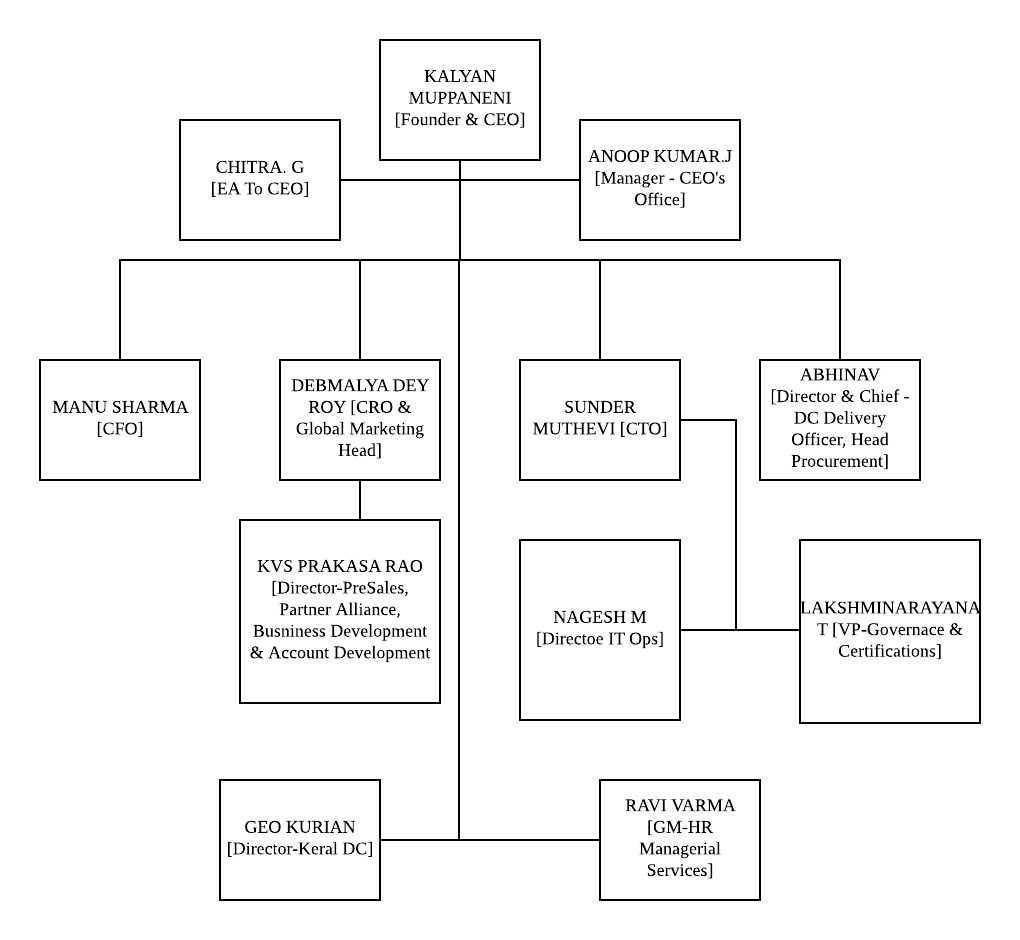 KALYAN
MUPPANENI
[Founder & CEO]
CHITRA. G
[EA To CEO]
ANOOP KUMAR.J
[Manager - CEO's
Office]
MANU SHARMA
[CFO]
DEBMALYA DEY
ROY [CRO &
Global Marketing
Head]
SUNDER
MUTHEVI [CTO]
ABHINAV
[Director & Chief -
DC Delivery
Officer, Head
Procurement]
KVS PRAKASA RAO
[Director-PreSales,
Partner Alliance,
Busniness Development
& Account Development
NAGESH M
[Directoe IT Ops]
LAKSHMINARAYANA
T [VP-Governace &
Certifications]
GEO KURIAN
[Director-Keral DC]
RAVI VARMA
[GM-HR
Managerial
Services]